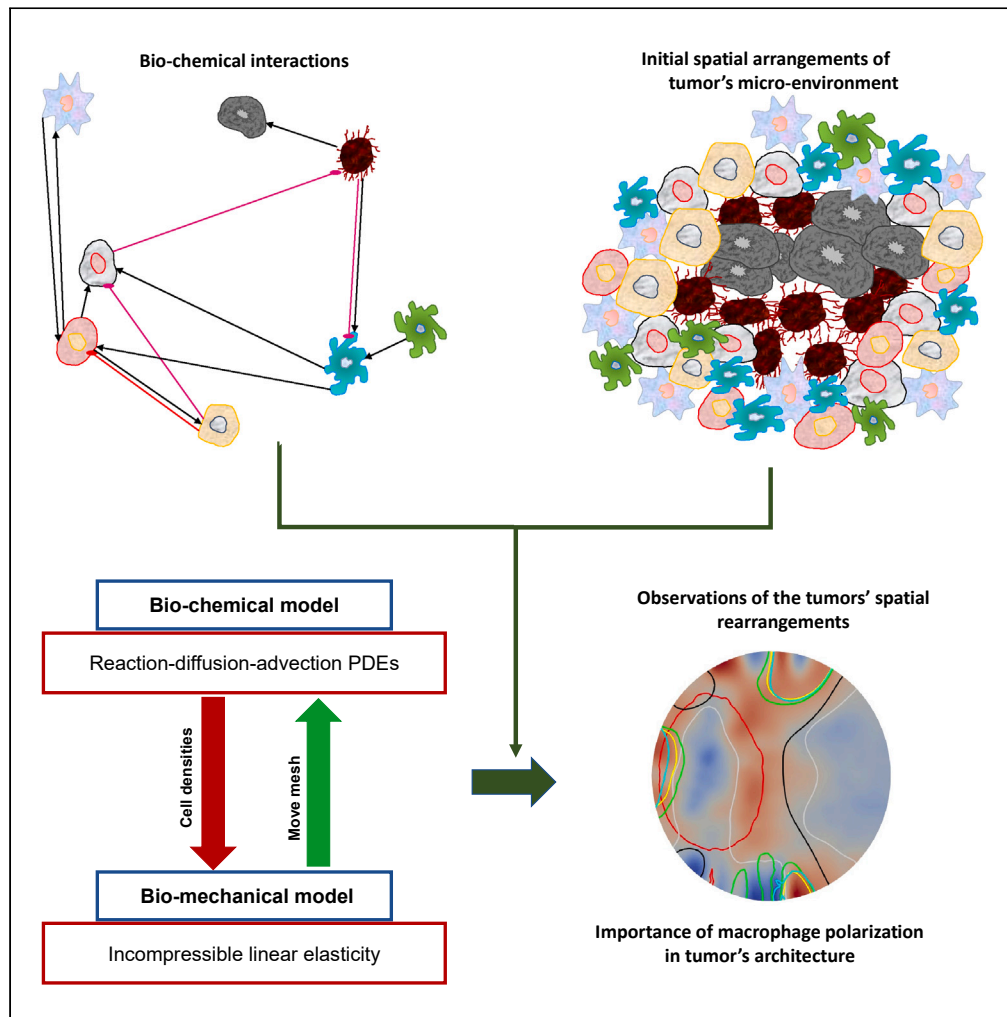 Bio-chemical interactions
Initial spatial arrangements of
tumor's micro-environment
Bio-chemical model
Reaction-diffusion-advection PDEs
Cell densities
Move mesh
Bio-mechanical model
Incompressible linear elasticity
Observations of the tumors' spatial
rearrangements
Importance of macrophage polarization
in tumor's architecture